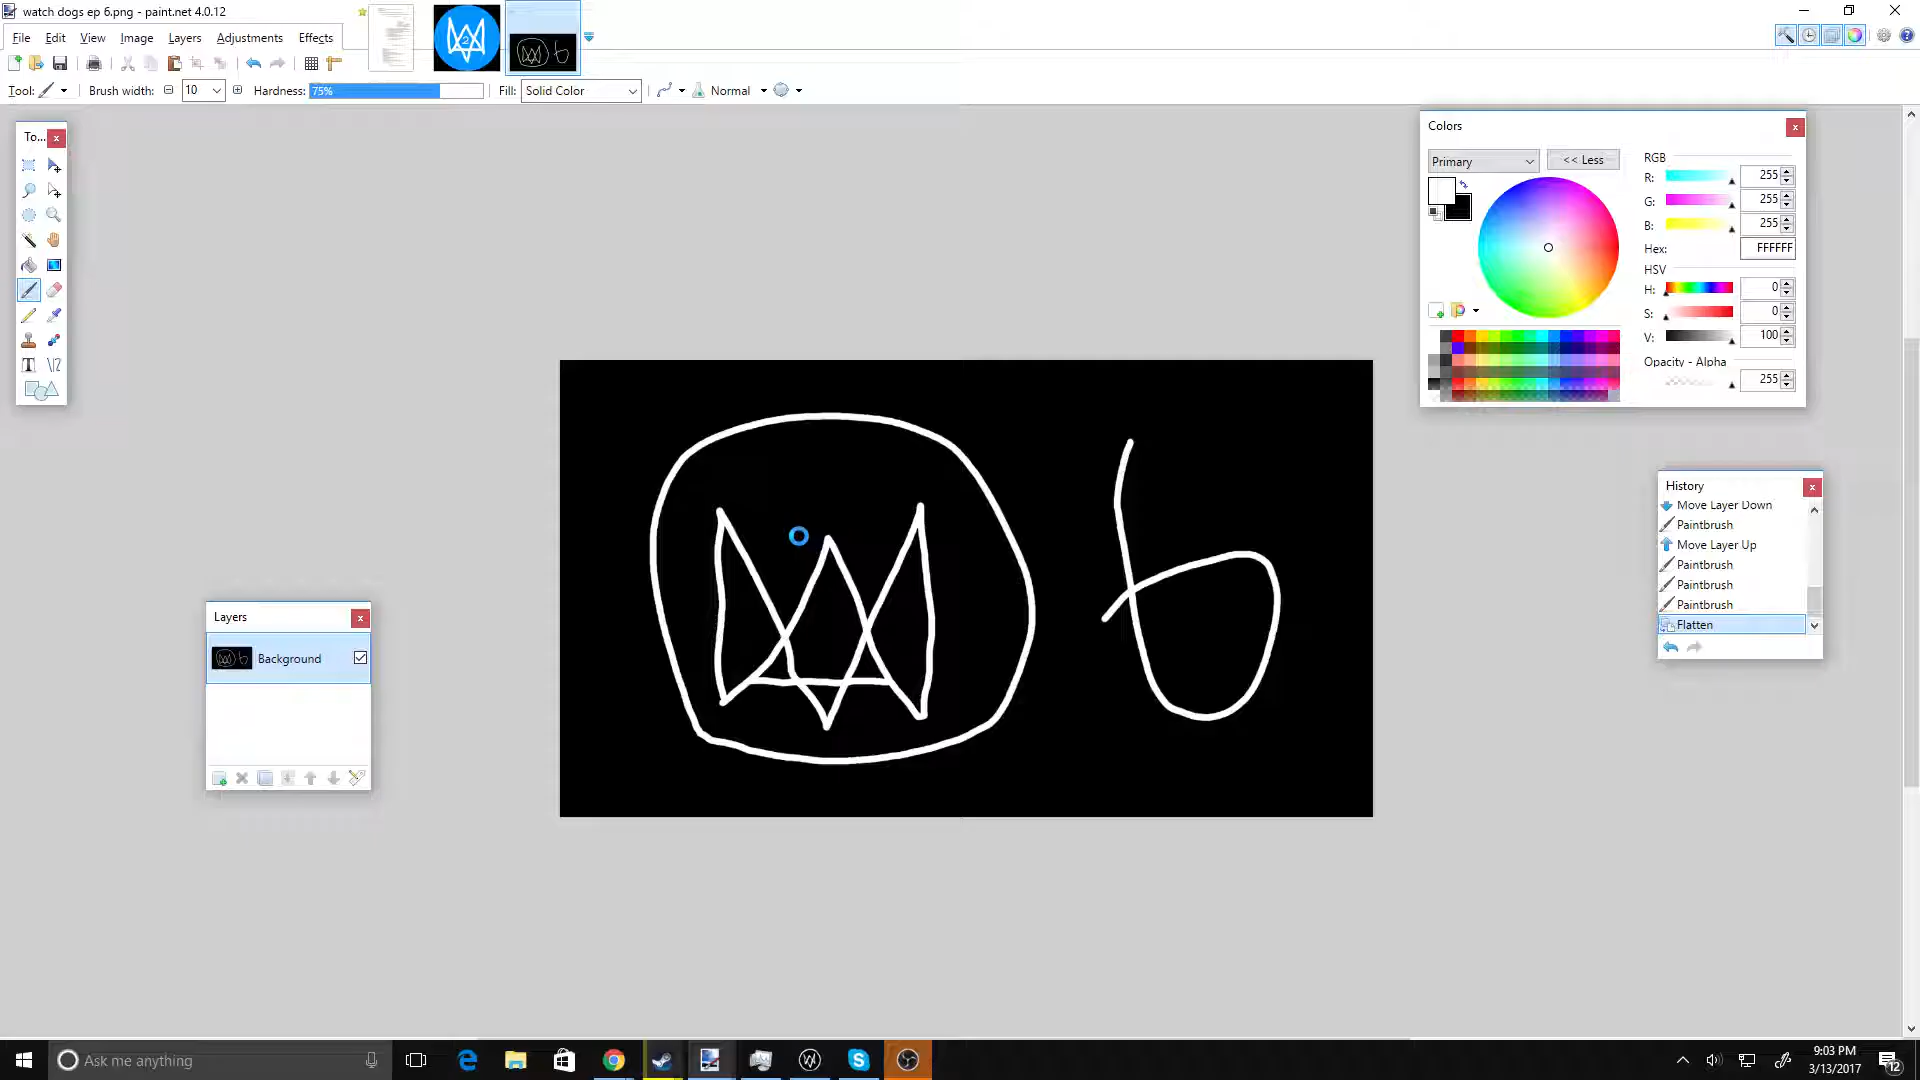 watch dogs ep 6.png - paint.net 4.0.12
File Edit View Image Layers Adjustments Effects
Tool: Brush width: 10 Hardness: 75% Fill: Solid Color Normal
To...
Colors
Primary << Less
RGB
R: 255
G: 255
B: 255
Hex: FFFFFF
HSV
H: 0
S: 0
V: 100
Opacity - Alpha
255
6
History
Move Layer Down
Paintbrush
Move Layer Up
Paintbrush
Paintbrush
Paintbrush
Flatten
Layers
Background
Ask me anything
9:03 PM
3/13/2017
12